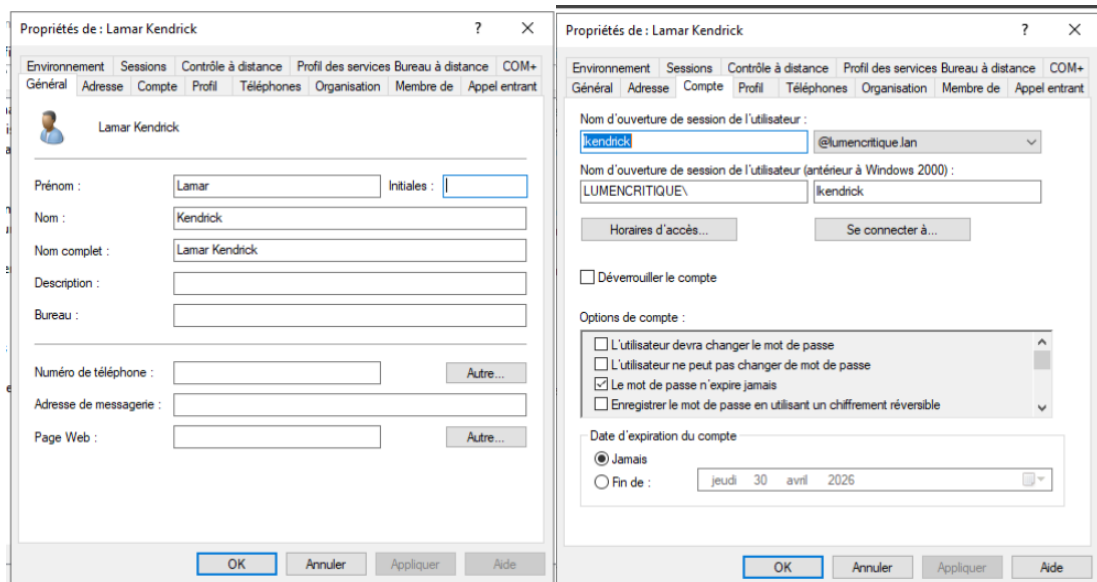 Propriétés de : Lamar Kendrick ? ×
Environnement Sessions Contrôle à distance Profil des services Bureau à distance COM+
Général Adresse Compte Profil Téléphones Organisation Membre de Appel entrant
Lamar Kendrick
Prénom : Lamar Initiales :
Nom : Kendrick
Nom complet : Lamar Kendrick
Description :
Bureau :
Numéro de téléphone : Autre...
Adresse de messagerie :
Page Web : Autre...
OK Annuler Appliquer Aide
Propriétés de : Lamar Kendrick ? ×
Environnement Sessions Contrôle à distance Profil des services Bureau à distance COM+
Général Adresse Compte Profil Téléphones Organisation Membre de Appel entrant
Nom d'ouverture de session de l'utilisateur :
lkendrick @lumencritique.lan
Nom d'ouverture de session de l'utilisateur (antérieur à Windows 2000) :
LUMENCRITIQUE\ lkendrick
Horaires d'accès... Se connecter à...
Déverrouiller le compte
Options de compte :
L'utilisateur devra changer le mot de passe
L'utilisateur ne peut pas changer de mot de passe
Le mot de passe n'expire jamais
Enregistrer le mot de passe en utilisant un chiffrement réversible
Date d'expiration du compte
Jamais
Fin de : jeudi 30 avril 2026
OK Annuler Appliquer Aide